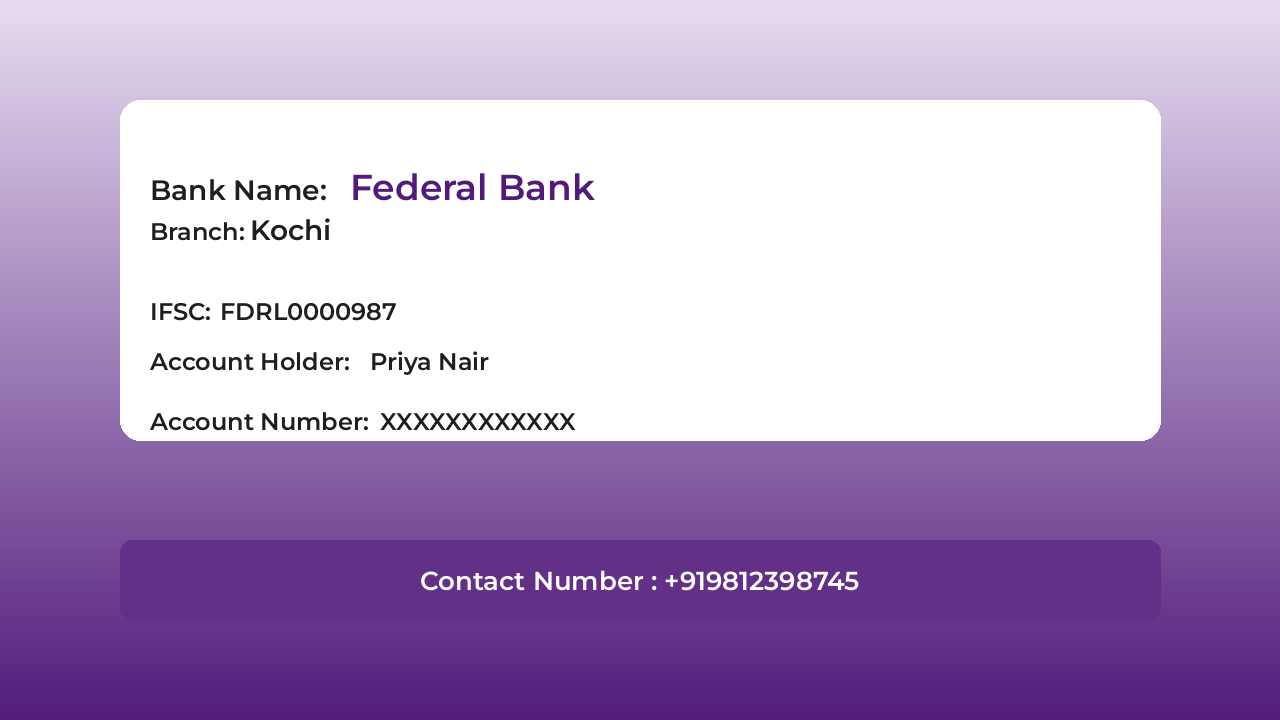 Bank Name: Federal Bank
Branch: Kochi
IFSC: FDRL0000987
Account Holder: Priya Nair
Account Number: XXXXXXXXXXXX
Contact Number : +919812398745